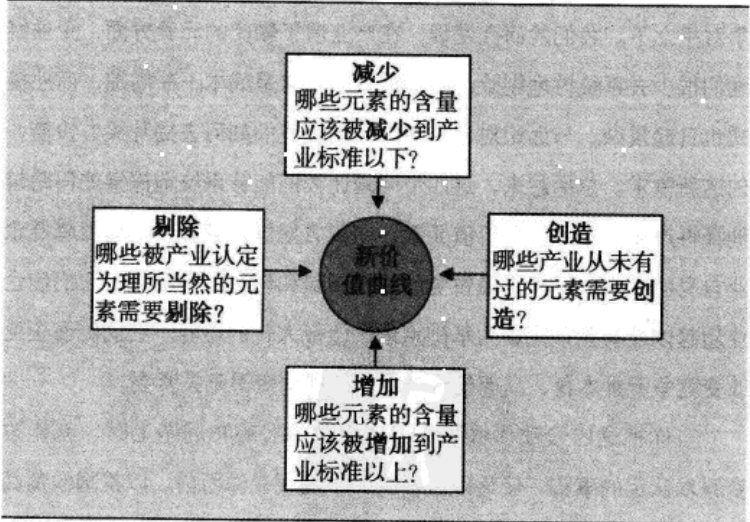 减少
哪些元素的含量
应该被减少到产
业标准以下?
剔除
哪些被产业认定
为理所当然的元
素需要剔除?
新价
值曲线
创造
哪些产业从未有
过的元素需要创
造?
增加
哪些元素的含量
应该被增加到产
业标准以上?